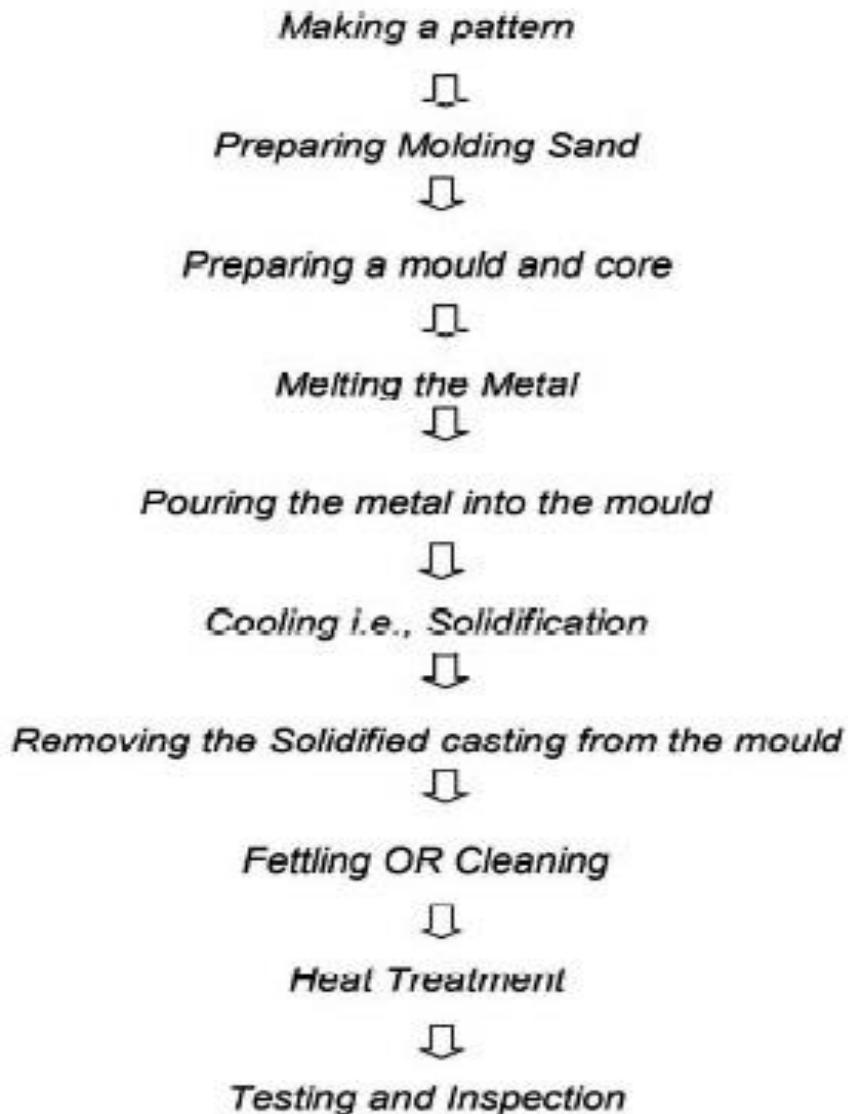 Making a pattern
Preparing Molding Sand
Preparing a mould and core
Melting the Metal
Pouring the metal into the mould
Cooling i.e., Solidification
Removing the Solidified casting from the mould
Fettling OR Cleaning
Heat Treatment
Testing and Inspection